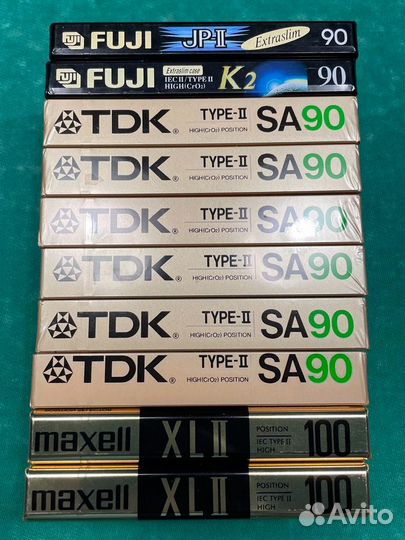 FUJI FUJI JP-II Extraslim 90
FUJI FUJI Extraslim case K2 90
IEC II/TYPE II
HIGH(CrO₂)
TDK® TYPE-II SA90
HIGH(CrO₂) POSITION
TDK® TYPE-II SA90
HIGH(CrO₂) POSITION
TDK® TYPE-II SA90
HIGH(CrO₂) POSITION
TDK® TYPE-II SA90
HIGH(CrO₂) POSITION
TDK® TYPE-II SA90
HIGH(CrO₂) POSITION
TDK® TYPE-II SA90
HIGH(CrO₂) POSITION
maxell XLII POSITION 100
IEC TYPE II
HIGH
maxell XLII POSITION 100
IEC TYPE II
HIGH
Avito